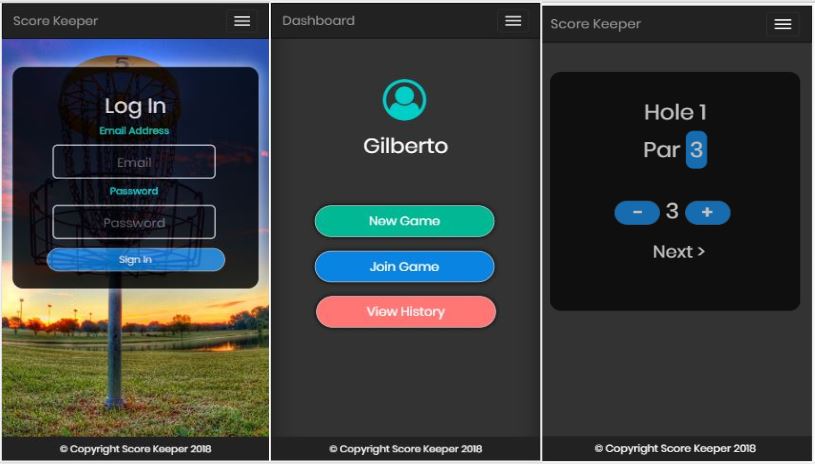 Score Keeper
5
Log In
Email Address
Email
Password
Password
Sign In
© Copyright Score Keeper 2018
Dashboard
Gilberto
New Game
Join Game
View History
© Copyright Score Keeper 2018
Score Keeper
Hole 1
Par 3
- 3 +
Next >
© Copyright Score Keeper 2018